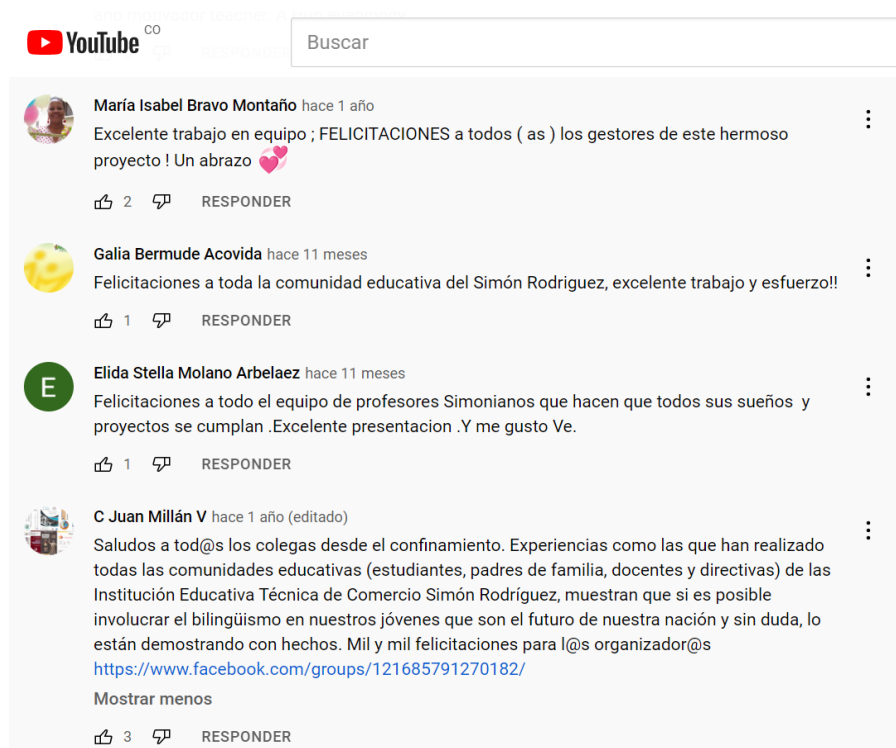 YouTube CO
Buscar
María Isabel Bravo Montaño hace 1 año
Excelente trabajo en equipo ; FELICITACIONES a todos ( as ) los gestores de este hermoso
proyecto ! Un abrazo
2 RESPONDER
Galia Bermude Acovida hace 11 meses
Felicitaciones a toda la comunidad educativa del Simón Rodriguez, excelente trabajo y esfuerzo!!
1 RESPONDER
E
Elida Stella Molano Arbelaez hace 11 meses
Felicitaciones a todo el equipo de profesores Simonianos que hacen que todos sus sueños y
proyectos se cumplan .Excelente presentacion .Y me gusto Ve.
1 RESPONDER
C Juan Millán V hace 1 año (editado)
Saludos a tod@s los colegas desde el confinamiento. Experiencias como las que han realizado
todas las comunidades educativas (estudiantes, padres de familia, docentes y directivas) de las
Institución Educativa Técnica de Comercio Simón Rodríguez, muestran que si es posible
involucrar el bilingüismo en nuestros jóvenes que son el futuro de nuestra nación y sin duda, lo
están demostrando con hechos. Mil y mil felicitaciones para l@s organizador@s
https://www.facebook.com/groups/121685791270182/
Mostrar menos
3 RESPONDER